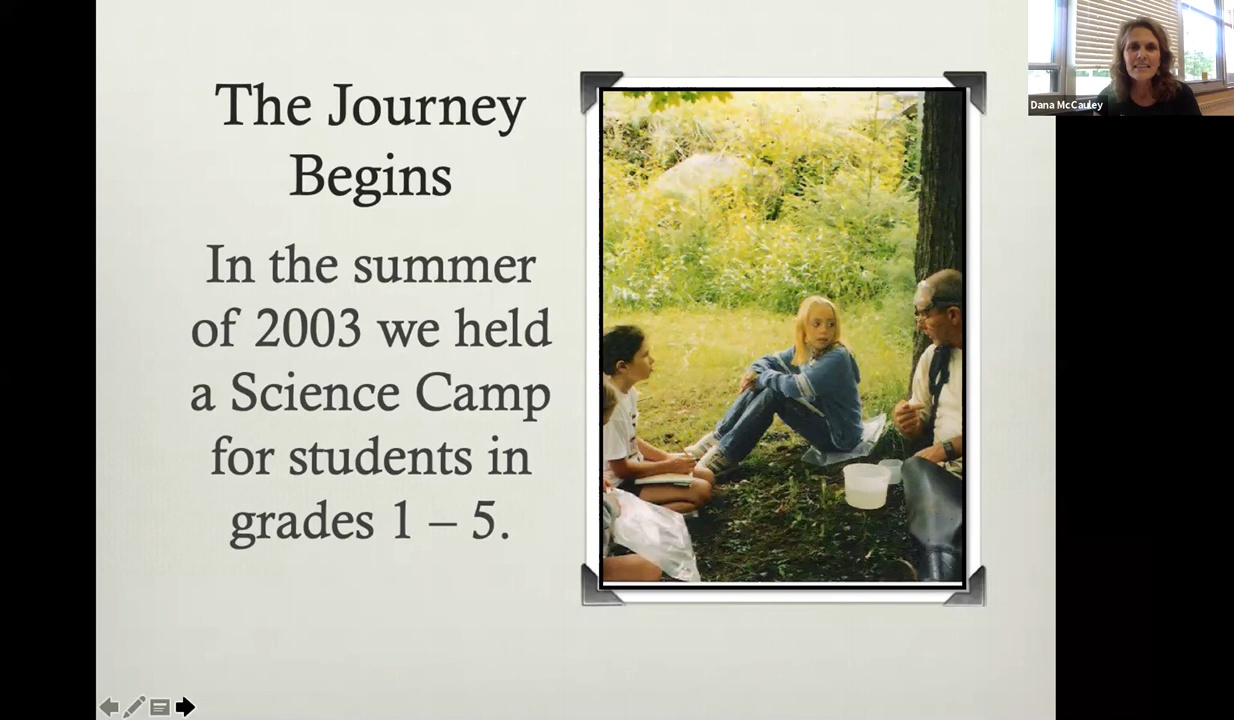 The Journey
Begins
In the summer
of 2003 we held
a Science Camp
for students in
grades 1 – 5.
Dana McCauley